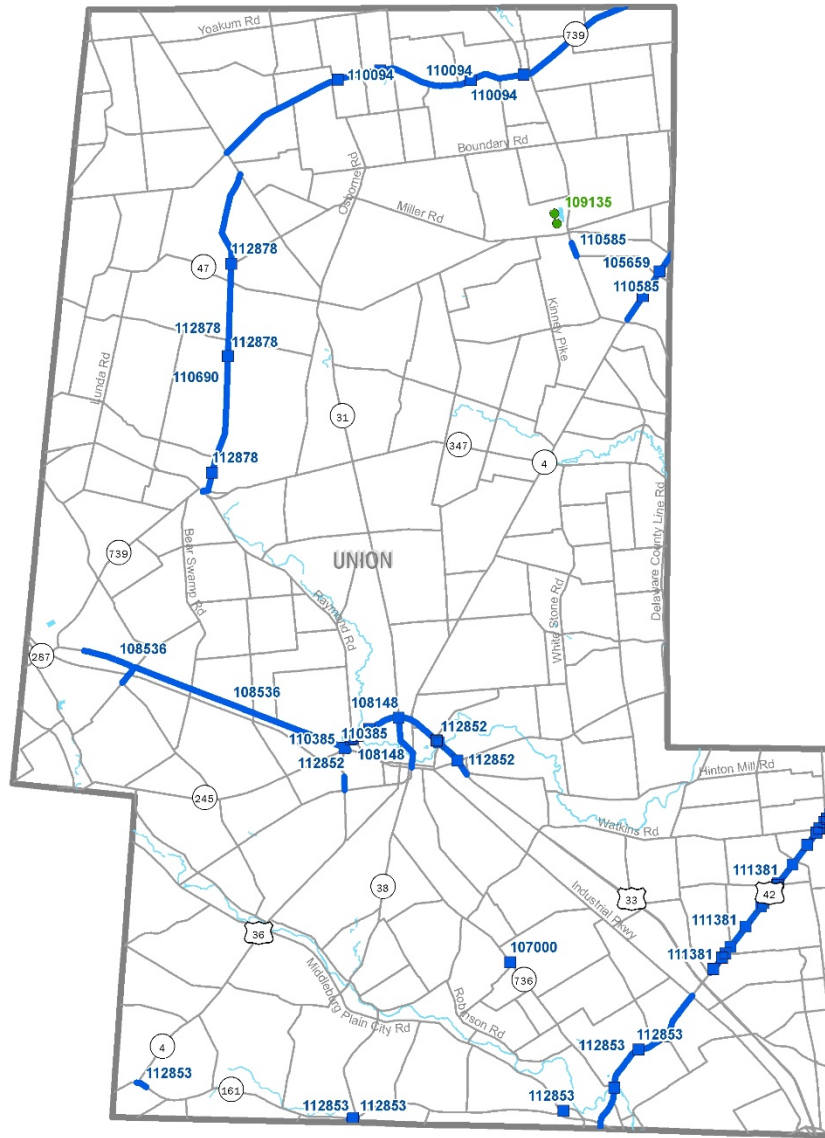 Yoakum Rd
739
110094
110094
110094
Boundary Rd
Osborne Rd
Miller Rd
109135
110585
112878
47
105659
110585
Kinney Pike
112878
112878
110690
Lunda Rd
31
347
4
112878
Delaware County Line Rd
739
Bear Swamp Rd
UNION
Raymond Rd
White Stone Rd
287
108536
108536
108148
110385
110385
108148
112852
112852
112852
Hinton Mill Rd
245
Watkins Rd
111381
38
33
42
Industrial Pkwy
111381
36
111381
107000
736
Middleburg Plain City Rd
Robinson Rd
4
112853
112853
112853
161
112853
112853
112853